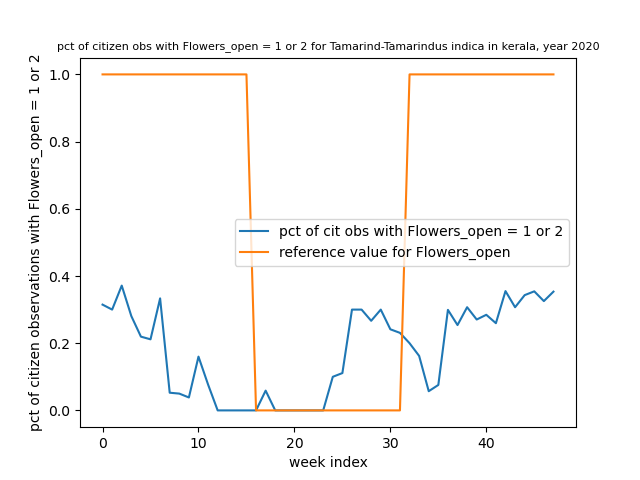 pct of citizen obs with Flowers_open = 1 or 2 for Tamarind-Tamarindus indica in kerala, year 2020
pct of citizen observations with Flowers_open = 1 or 2
1.0
0.8
0.6
0.4
0.2
0.0
pct of cit obs with Flowers_open = 1 or 2
reference value for Flowers_open
0 10 20 30 40
week index